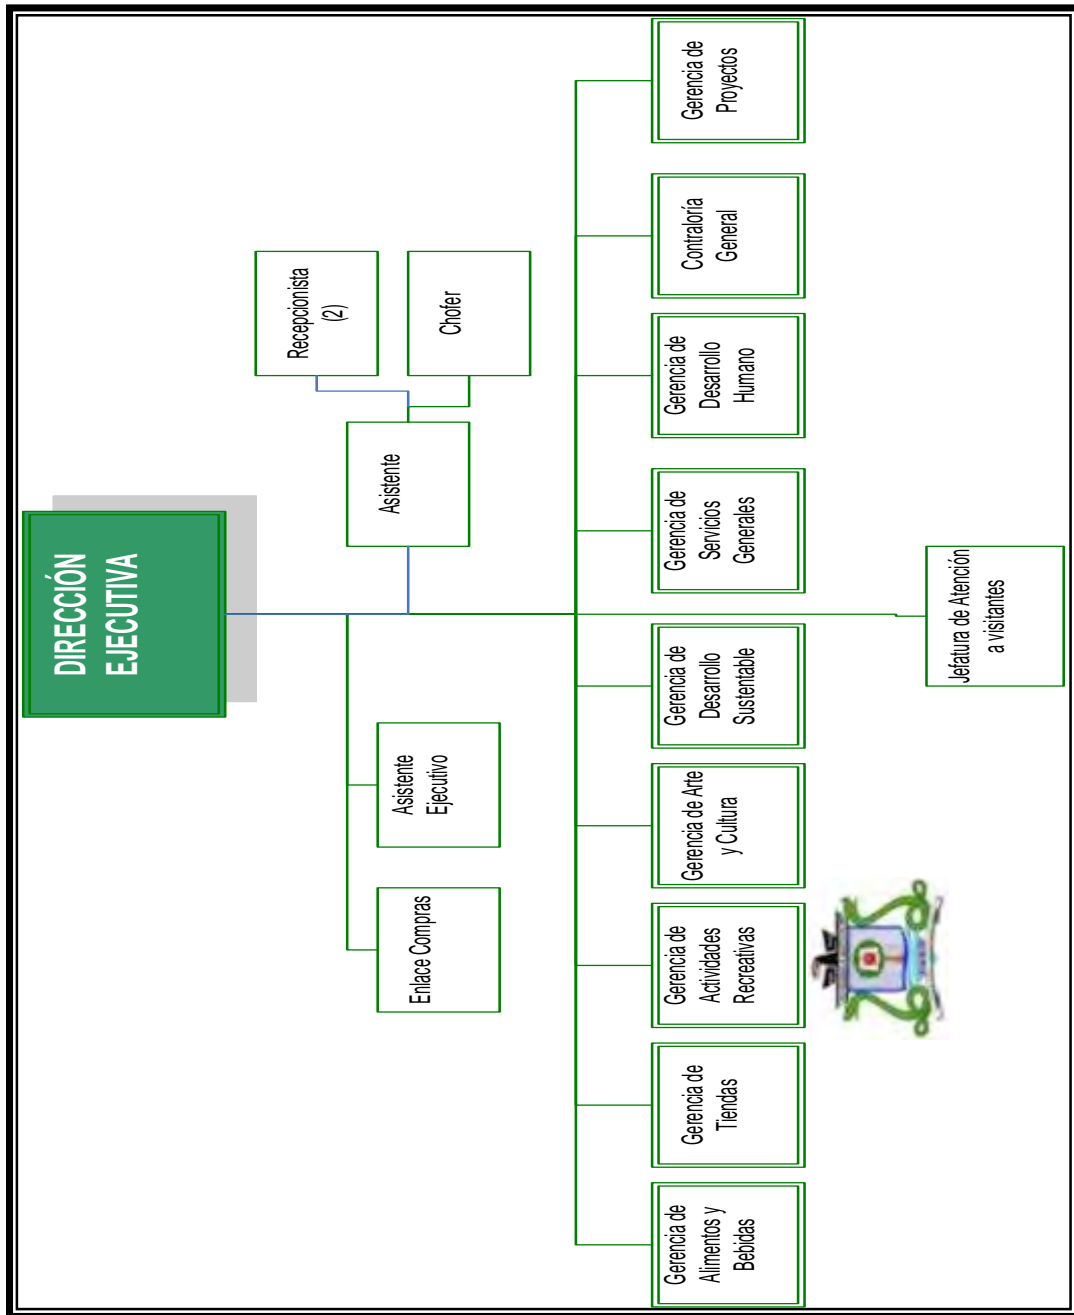 DIRECCIÓN
EJECUTIVA
Recepcionista
(2)
Chofer
Asistente
Asistente
Ejecutivo
Enlace Compras
Gerencia de
Alimentos y
Bebidas
Gerencia de
Tiendas
Gerencia de
Actividades
Recreativas
Gerencia de Arte
y Cultura
Gerencia de
Desarrollo
Sustentable
Gerencia de
Servicios
Generales
Gerencia de
Desarrollo
Humano
Contraloría
General
Gerencia de
Proyectos
Jefatura de Atención
a visitantes